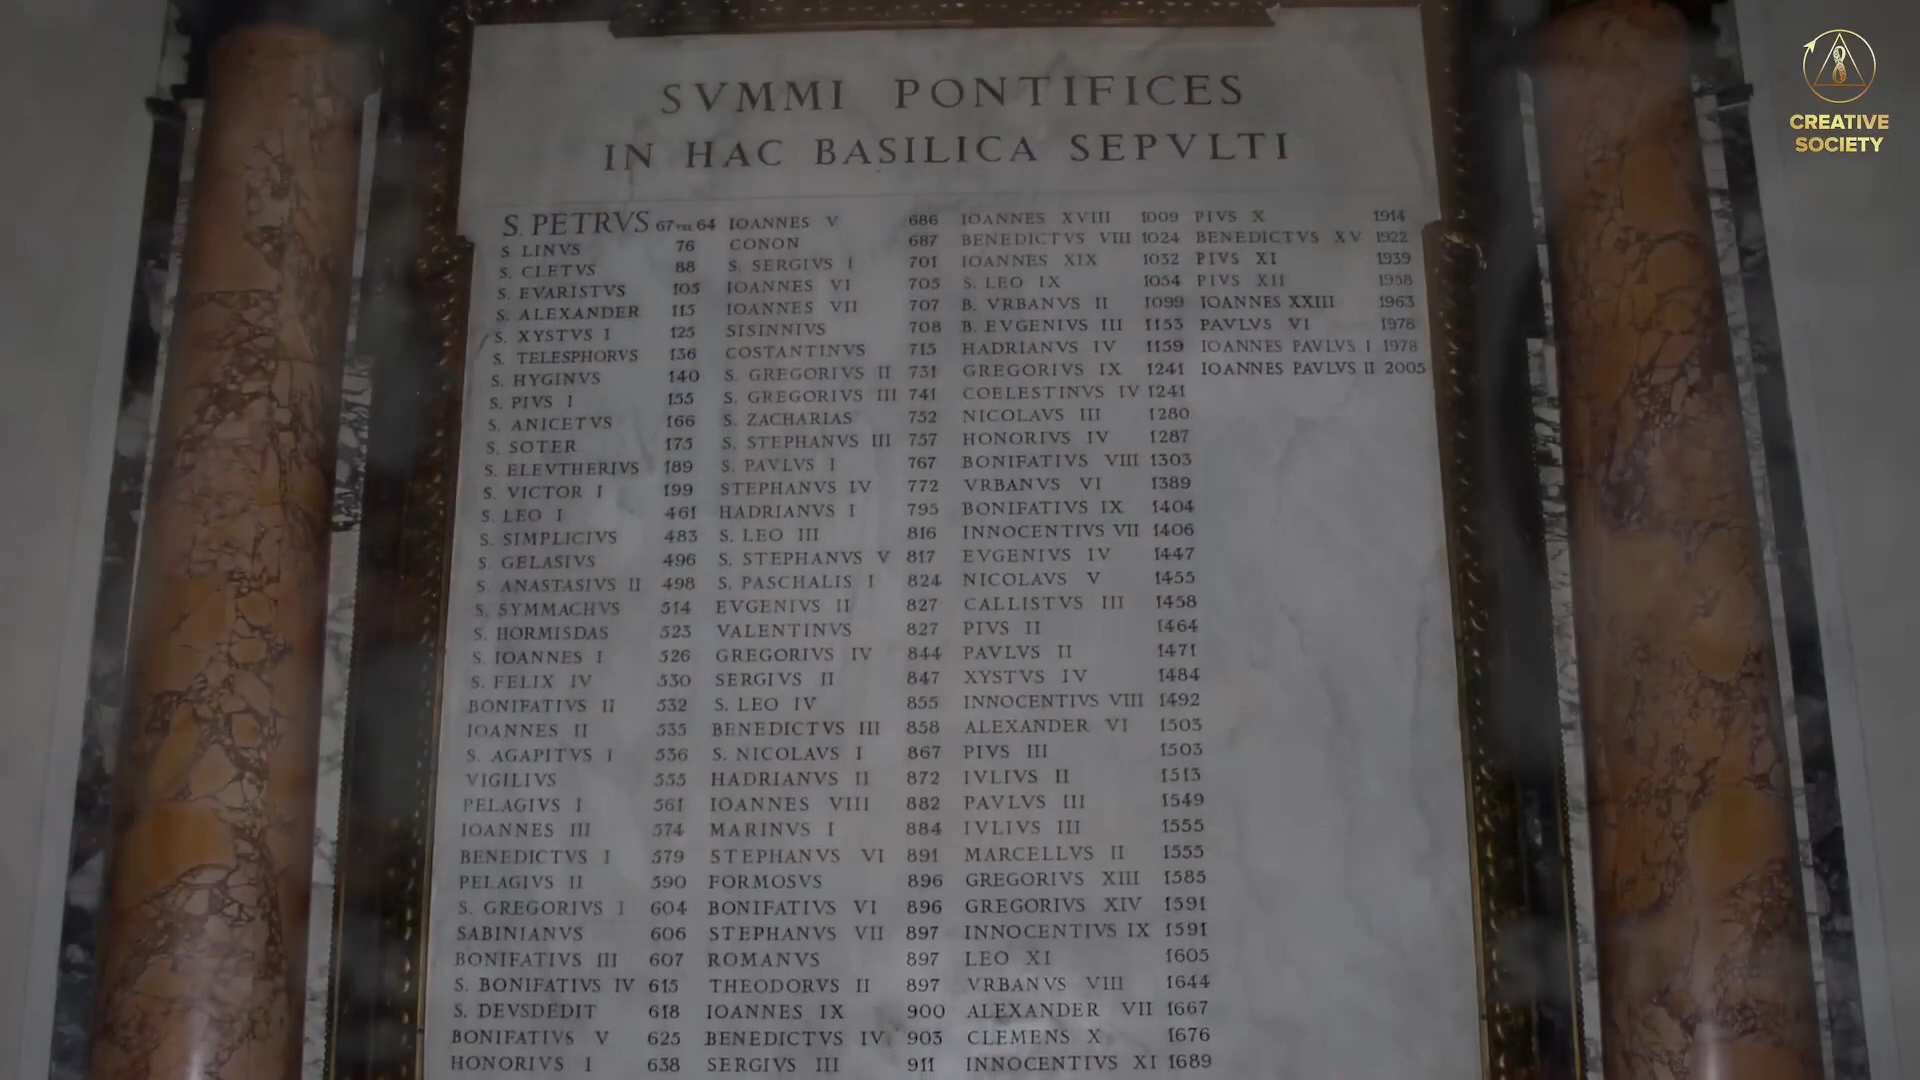 SVMMI PONTIFICES
IN HAC BASILICA SEPVLTI
S. PETRVS 67 VEL 64
S. LINVS 76
S. CLETVS 88
S. EVARISTVS 105
S. ALEXANDER 115
S. XYSTVS I 125
S. TELESPHORVS 136
S. HYGINVS 140
S. PIVS I 155
S. ANICETVS 166
S. SOTER 175
S. ELEVTHERIVS 189
S. VICTOR I 199
S. LEO I 461
S. SIMPLICIVS 483
S. GELASIVS 496
S. ANASTASIVS II 498
S. SYMMACHVS 514
S. HORMISDAS 523
S. IOANNES I 526
S. FELIX IV 530
BONIFATIVS II 532
IOANNES II 535
S. AGAPITVS I 536
VIGILIVS 555
PELAGIVS I 561
IOANNES III 574
BENEDICTVS I 579
PELAGIVS II 590
S. GREGORIVS I 604
SABINIANVS 606
BONIFATIVS III 607
S. BONIFATIVS IV 615
S. DEVSDEDIT 618
BONIFATIVS V 625
HONORIVS I 638
IOANNES V 686
CONON 687
S. SERGIVS I 701
IOANNES VI 705
IOANNES VII 707
SISINNIVS 708
COSTANTINVS 715
S. GREGORIVS II 731
S. GREGORIVS III 741
S. ZACHARIAS 752
S. STEPHANVS III 757
S. PAVLVS I 767
STEPHANVS IV 772
HADRIANVS I 795
S. LEO III 816
S. STEPHANVS V 817
S. PASCHALIS I 824
EVGENIVS II 827
VALENTINVS 827
GREGORIVS IV 844
SERGIVS II 847
S. LEO IV 855
BENEDICTVS III 858
S. NICOLAVS I 867
HADRIANVS II 872
IOANNES VIII 882
MARINVS I 884
STEPHANVS VI 891
FORMOSVS 896
BONIFATIVS VI 896
STEPHANVS VII 897
ROMANVS 897
THEODORVS II 897
IOANNES IX 900
BENEDICTVS IV 903
SERGIVS III 911
IOANNES XVIII 1009
BENEDICTVS VIII 1024
IOANNES XIX 1032
S. LEO IX 1054
B. VRBANVS II 1099
B. EVGENIVS III 1153
HADRIANVS IV 1159
GREGORIVS IX 1241
COELESTINVS IV 1241
NICOLAVS III 1280
HONORIVS IV 1287
BONIFATIVS VIII 1303
VRBANVS VI 1389
BONIFATIVS IX 1404
INNOCENTIVS VII 1406
EVGENIVS IV 1447
NICOLAVS V 1455
CALLISTVS III 1458
PIVS II 1464
PAVLVS II 1471
XYSTVS IV 1484
INNOCENTIVS VIII 1492
ALEXANDER VI 1503
PIVS III 1503
IVLIVS II 1513
PAVLVS III 1549
IVLIVS III 1555
MARCELLVS II 1555
GREGORIVS XIII 1585
GREGORIVS XIV 1591
INNOCENTIVS IX 1591
LEO XI 1605
VRBANVS VIII 1644
ALEXANDER VII 1667
CLEMENS X 1676
INNOCENTIVS XI 1689
PIVS X 1914
BENEDICTVS XV 1922
PIVS XI 1939
PIVS XII 1958
IOANNES XXIII 1963
PAVLVS VI 1978
IOANNES PAVLVS I 1978
IOANNES PAVLVS II 2005
CREATIVE
SOCIETY